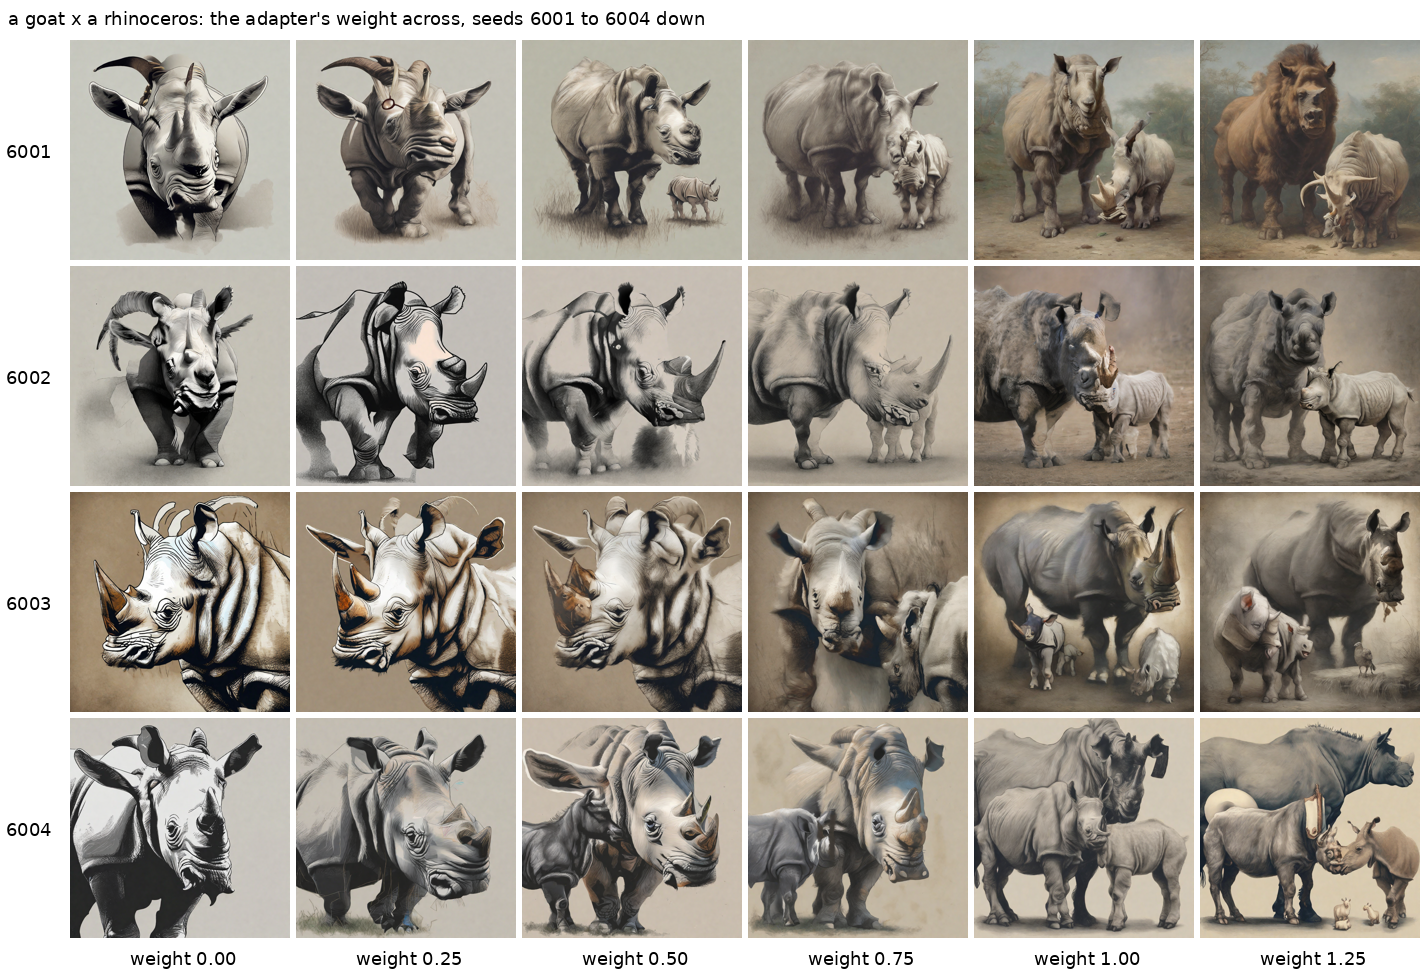 a goat x a rhinoceros: the adapter's weight across, seeds 6001 to 6004 down
6001
6002
6003
6004
weight 0.00
weight 0.25
weight 0.50
weight 0.75
weight 1.00
weight 1.25